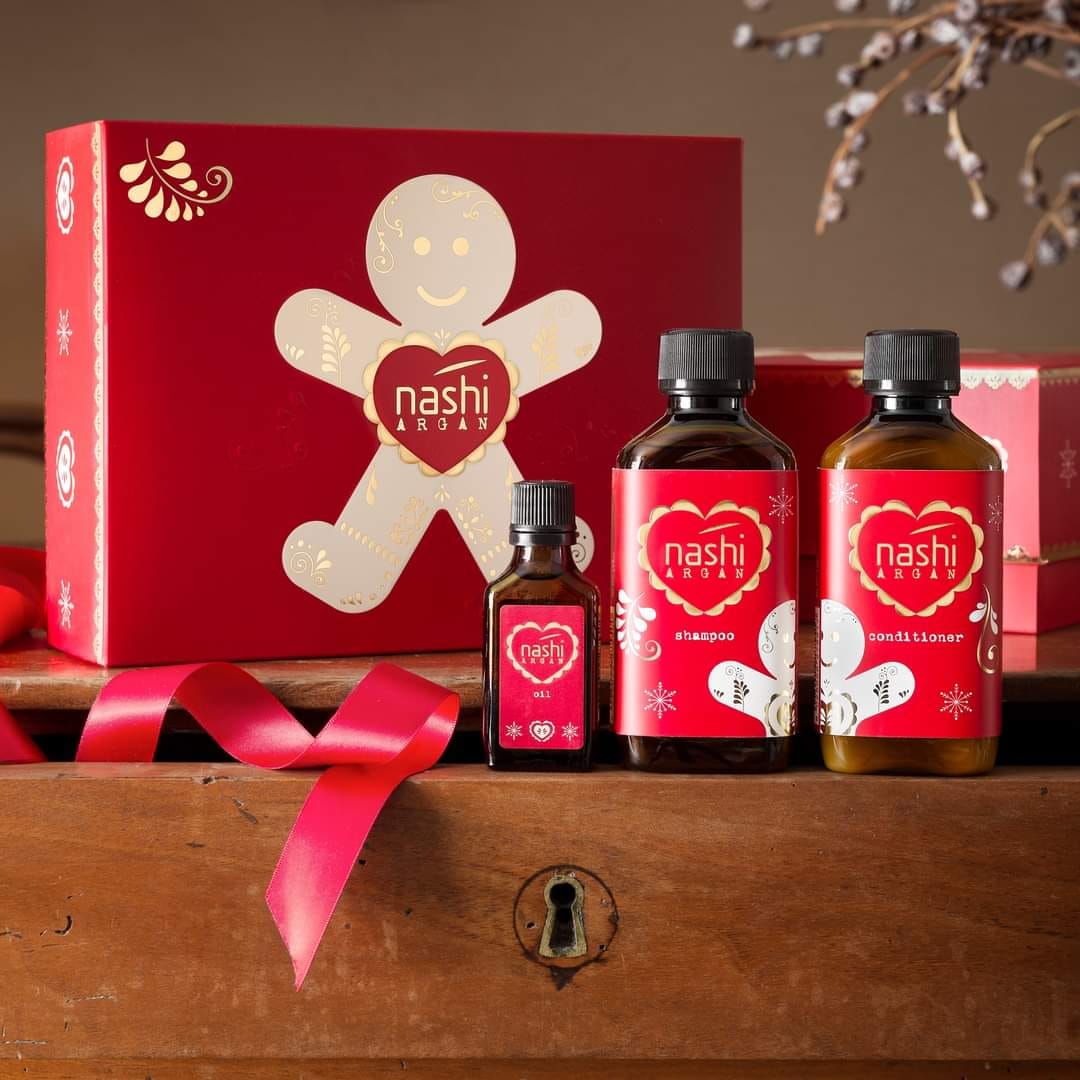 nashi
ARGAN
nashi
ARGAN
oil
nashi
ARGAN
shampoo
nashi
ARGAN
conditioner